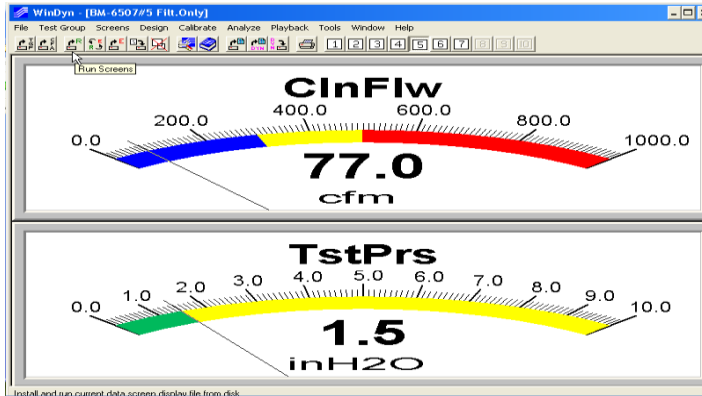 WinDyn - [BM-6507#5 Filt.Only]
File Test Group Screens Design Calibrate Analyze Playback Tools Window Help
1 2 3 4 5 6 7 8 9 10
Run Screens
ClnFlw
0.0 200.0 400.0 600.0 800.0 1000.0
77.0
cfm
TstPrs
0.0 1.0 2.0 3.0 4.0 5.0 6.0 7.0 8.0 9.0 10.0
1.5
inH2O
Install and run current data screen display file from disk